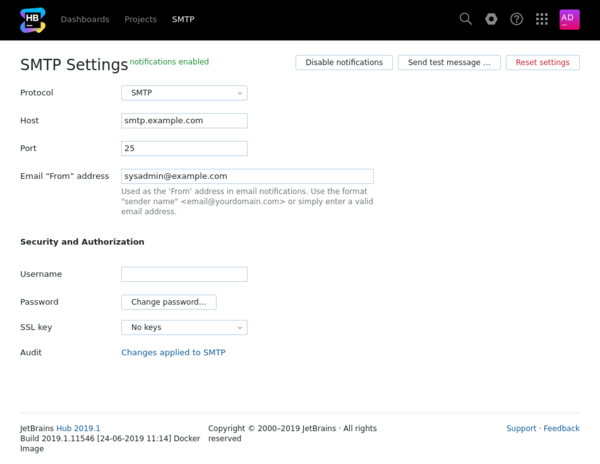 HB
Dashboards Projects SMTP
AD
SMTP Settings notifications enabled Disable notifications Send test message ... Reset settings
Protocol SMTP
Host smtp.example.com
Port 25
Email “From” address sysadmin@example.com
Used as the ‘From’ address in email notifications. Use the format
"sender name" <email@yourdomain.com> or simply enter a valid
email address.
Security and Authorization
Username
Password Change password...
SSL key No keys
Audit Changes applied to SMTP
JetBrains Hub 2019.1 Copyright © 2000–2019 JetBrains · All rights Support · Feedback
Build 2019.1.11546 [24-06-2019 11:14] Docker reserved
Image